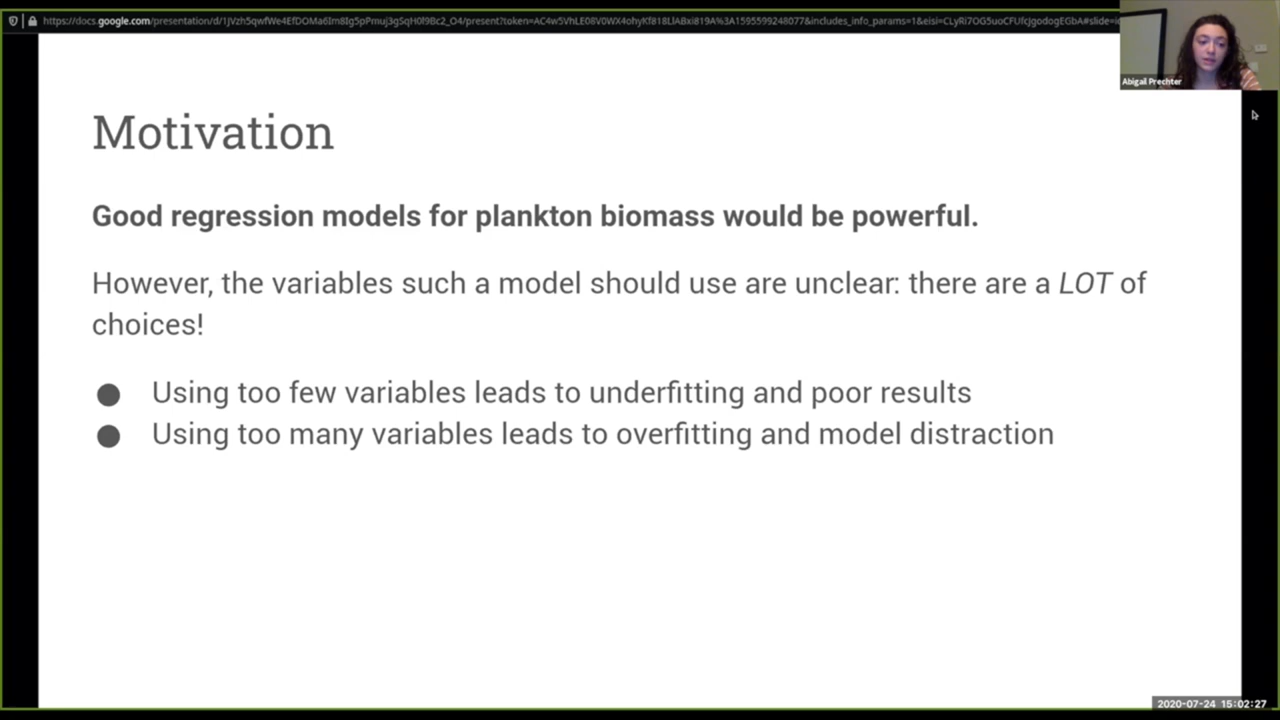 Abigail Prechter
Motivation
Good regression models for plankton biomass would be powerful.
However, the variables such a model should use are unclear: there are a LOT of
choices!
● Using too few variables leads to underfitting and poor results
● Using too many variables leads to overfitting and model distraction
2020-07-24 15:02:27